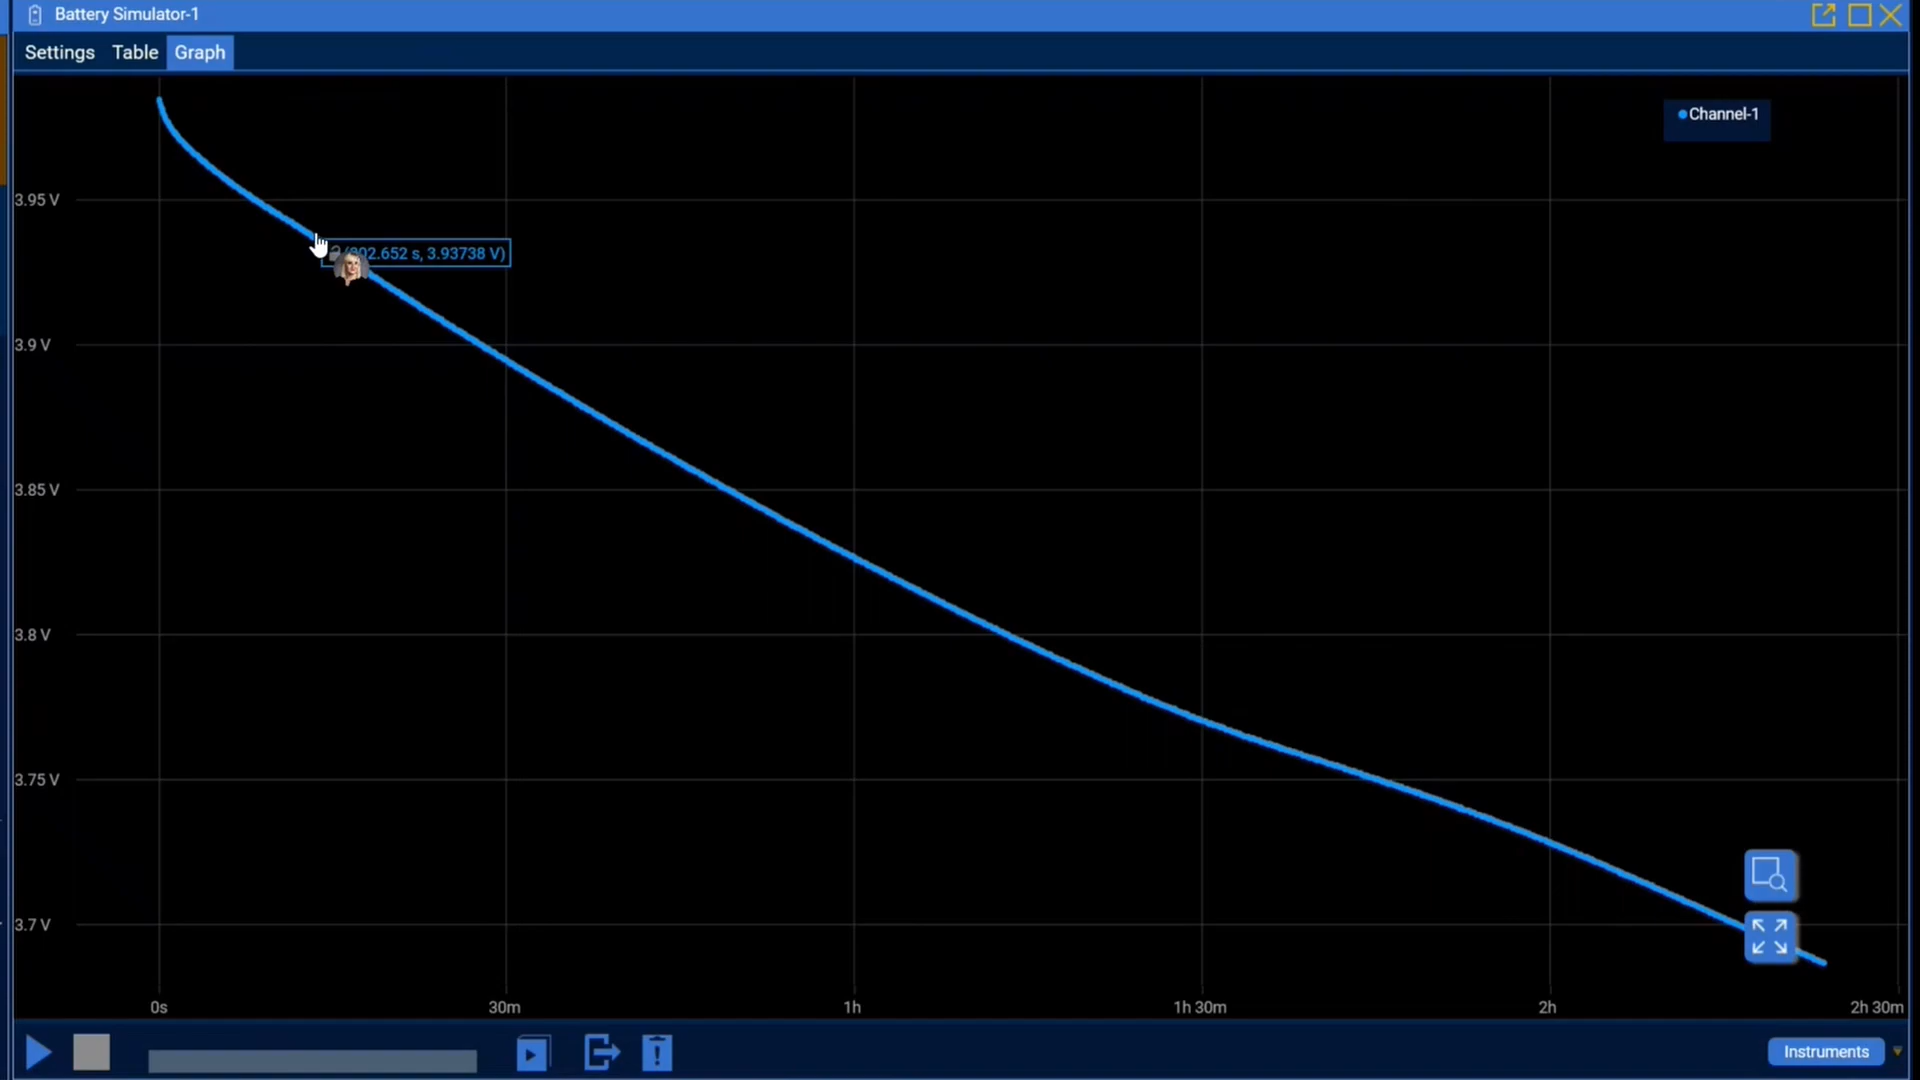 Battery Simulator-1
Settings Table Graph
Channel-1
3.95 V
02.652 s, 3.93738 V)
3.9 V
3.85 V
3.8 V
3.75 V
3.7 V
0s 30m 1h 1h 30m 2h 2h 30m
Instruments